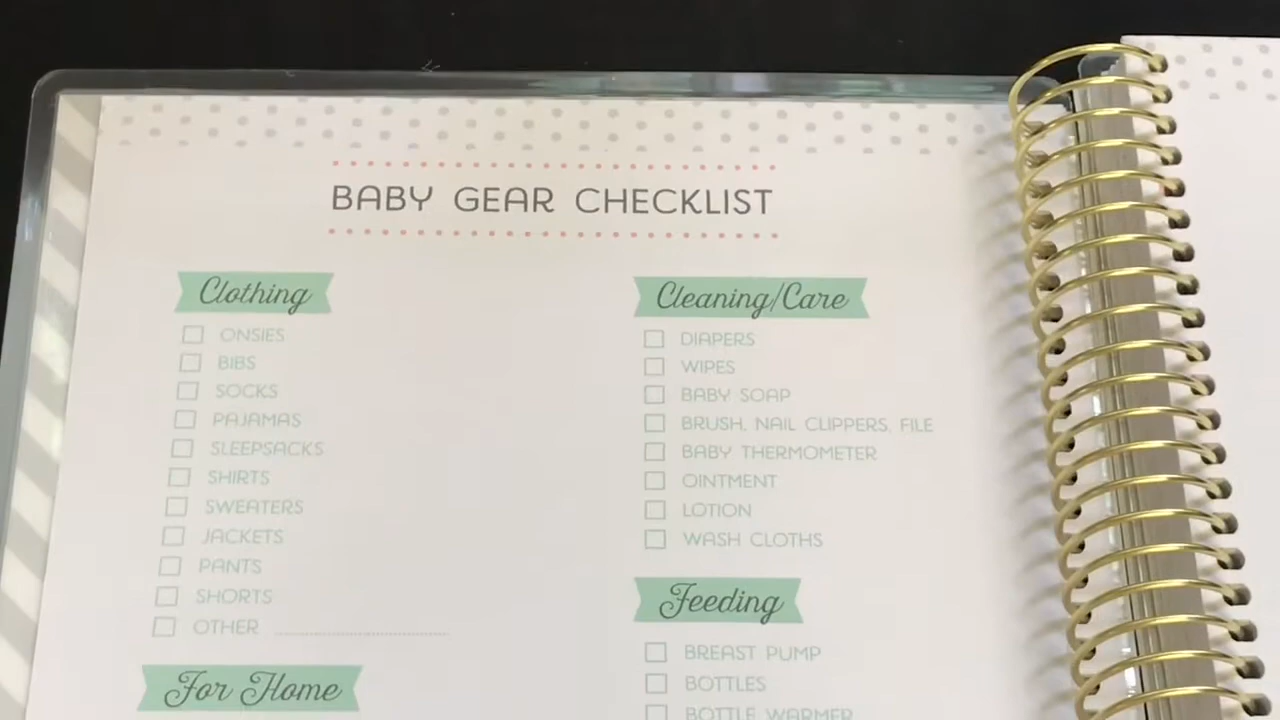 BABY GEAR CHECKLIST
Clothing
ONSIES
BIBS
SOCKS
PAJAMAS
SLEEPSACKS
SHIRTS
SWEATERS
JACKETS
PANTS
SHORTS
OTHER
For Home
Cleaning/Care
DIAPERS
WIPES
BABY SOAP
BRUSH, NAIL CLIPPERS, FILE
BABY THERMOMETER
OINTMENT
LOTION
WASH CLOTHS
Feeding
BREAST PUMP
BOTTLES
BOTTLE WARMER